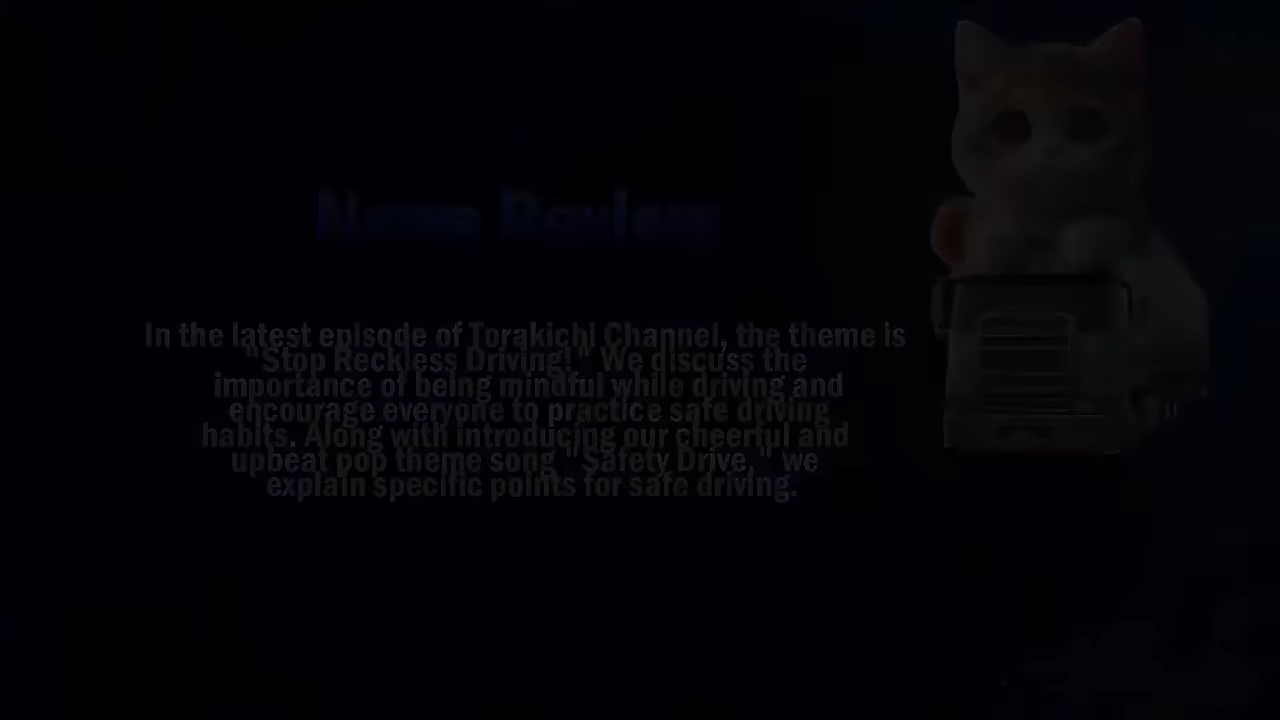 News Review
In the latest episode of Torakichi Channel, the theme is
"Stop Reckless Driving!" We discuss the
importance of being mindful while driving and
encourage everyone to practice safe driving
habits. Along with introducing our cheerful and
upbeat pop theme song "Safety Drive," we
explain specific points for safe driving.